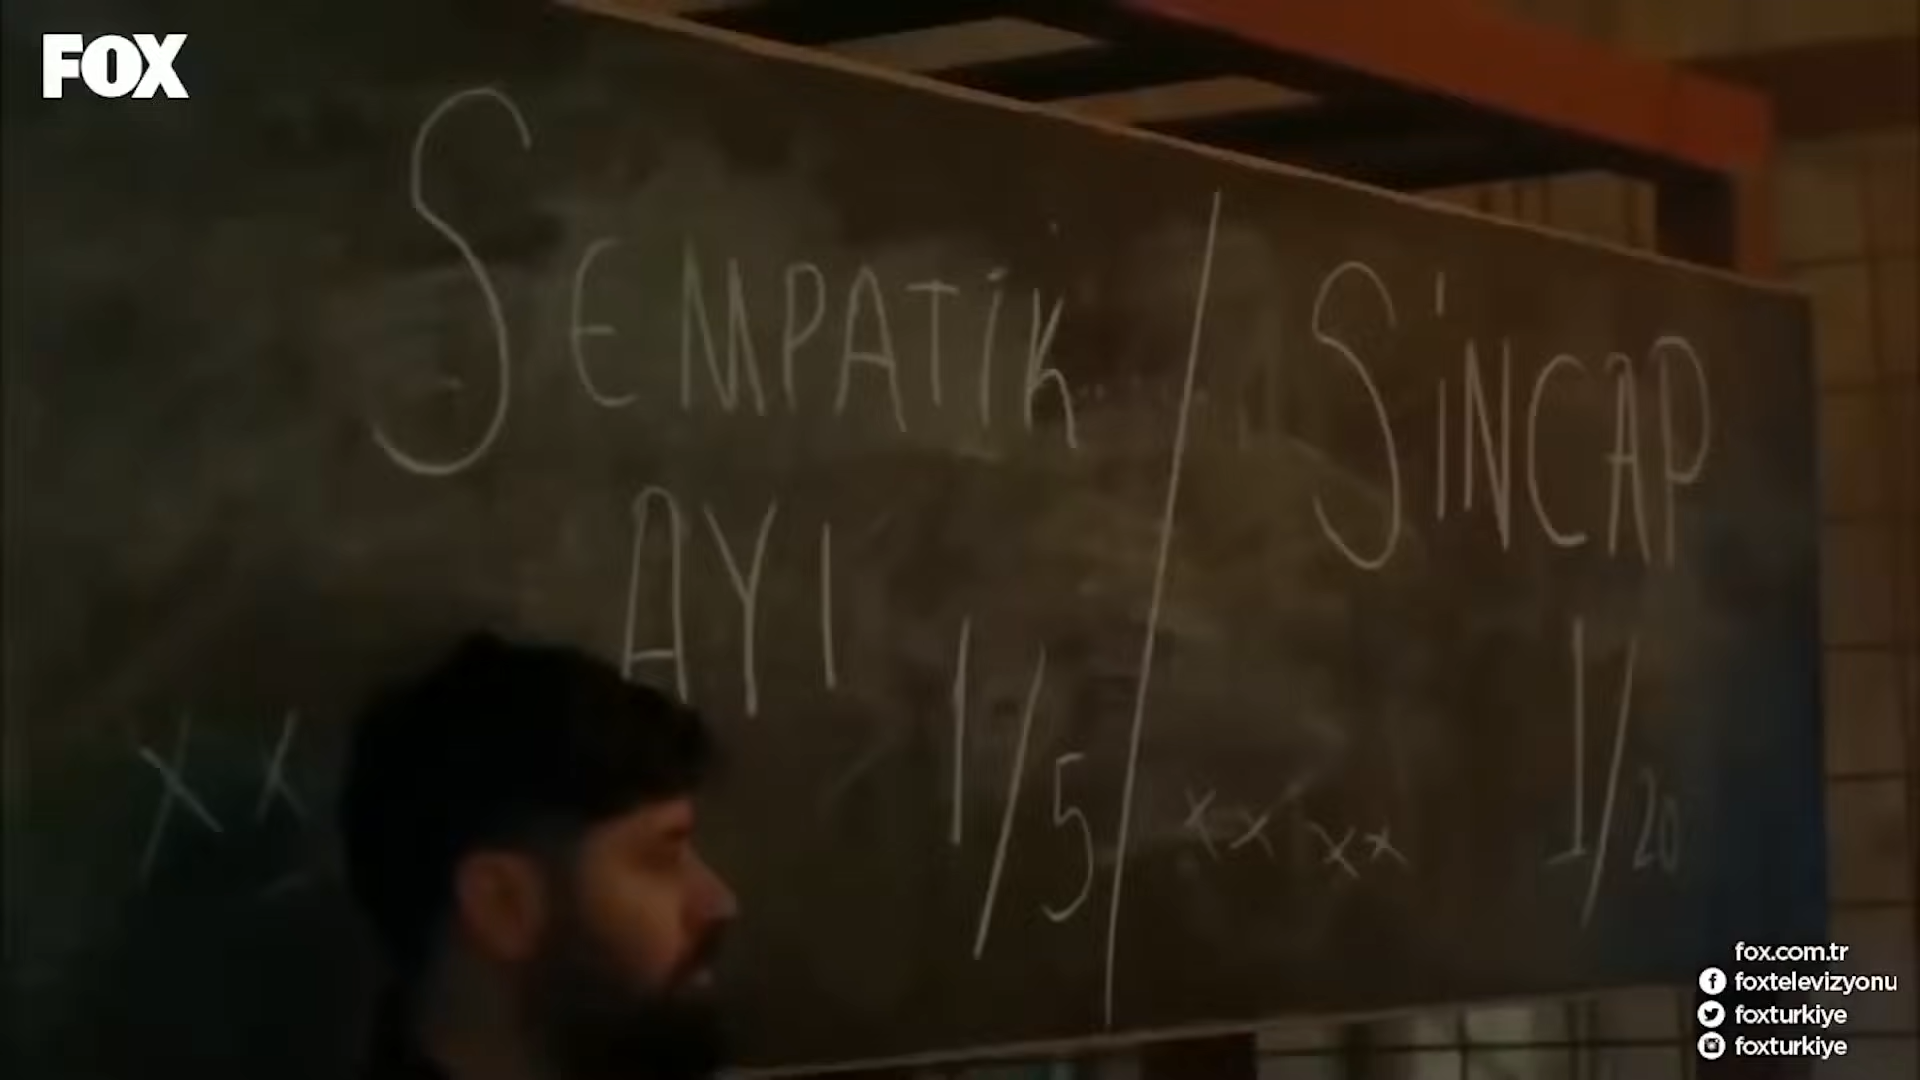 FOX
SEMPATİK
AYI
SİNCAP
X X
1/5
X X X X
1/20
fox.com.tr
foxtelevizyonu
foxturkiye
foxturkiye